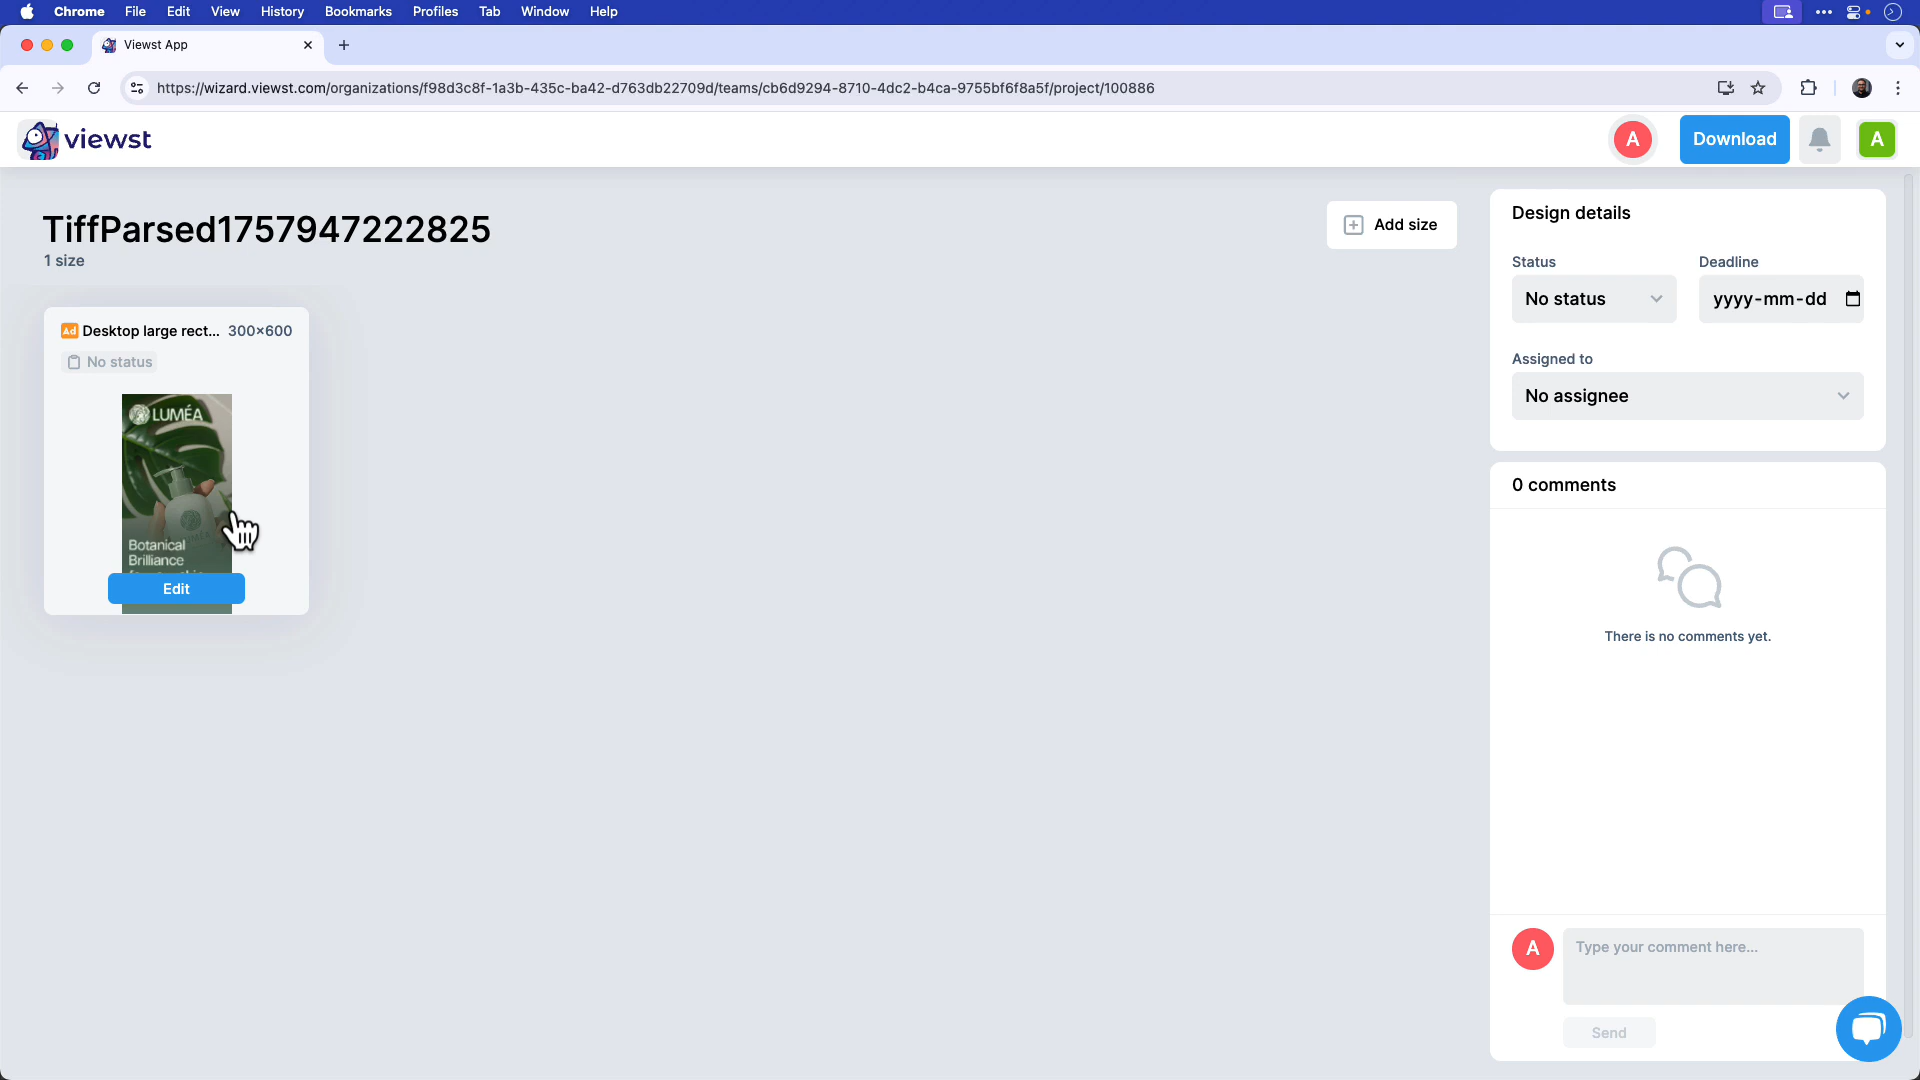 Chrome File Edit View History Bookmarks Profiles Tab Window Help
Viewst App
https://wizard.viewst.com/organizations/f98d3c8f-1a3b-435c-ba42-d763db22709d/teams/cb6d9294-8710-4dc2-b4ca-9755bf6f8a5f/project/100886
viewst
A
Download
A
TiffParsed1757947222825
1 size
Add size
Ad Desktop large rect... 300×600
No status
LUMÉA
Botanical
Brilliance
Edit
Design details
Status
Deadline
No status
yyyy-mm-dd
Assigned to
No assignee
0 comments
There is no comments yet.
A
Type your comment here...
Send